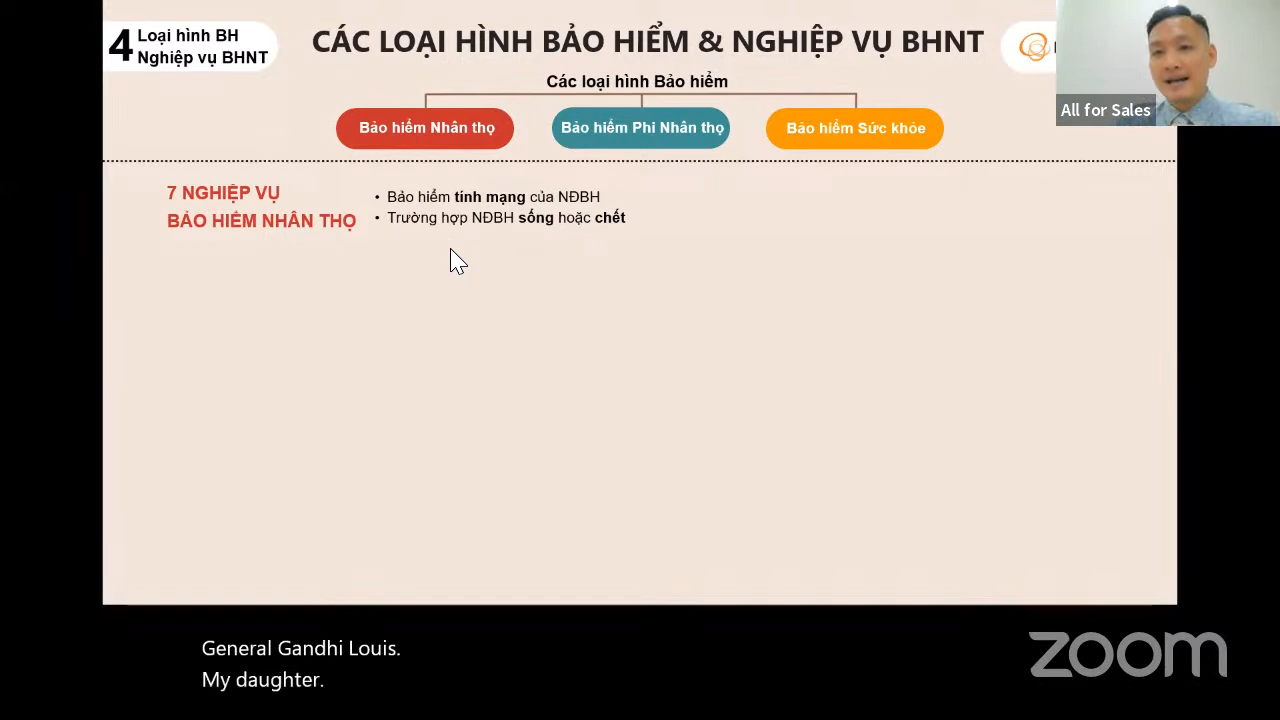 4
Loại hình BH
Nghiệp vụ BHNT
CÁC LOẠI HÌNH BẢO HIỂM & NGHIỆP VỤ BHNT
All for Sales
Các loại hình Bảo hiểm
Bảo hiểm Nhân thọ
Bảo hiểm Phi Nhân thọ
Bảo hiểm Sức khỏe
7 NGHIỆP VỤ
BẢO HIỂM NHÂN THỌ
• Bảo hiểm tính mạng của NĐBH
• Trường hợp NĐBH sống hoặc chết
General Gandhi Louis.
My daughter.
zoom